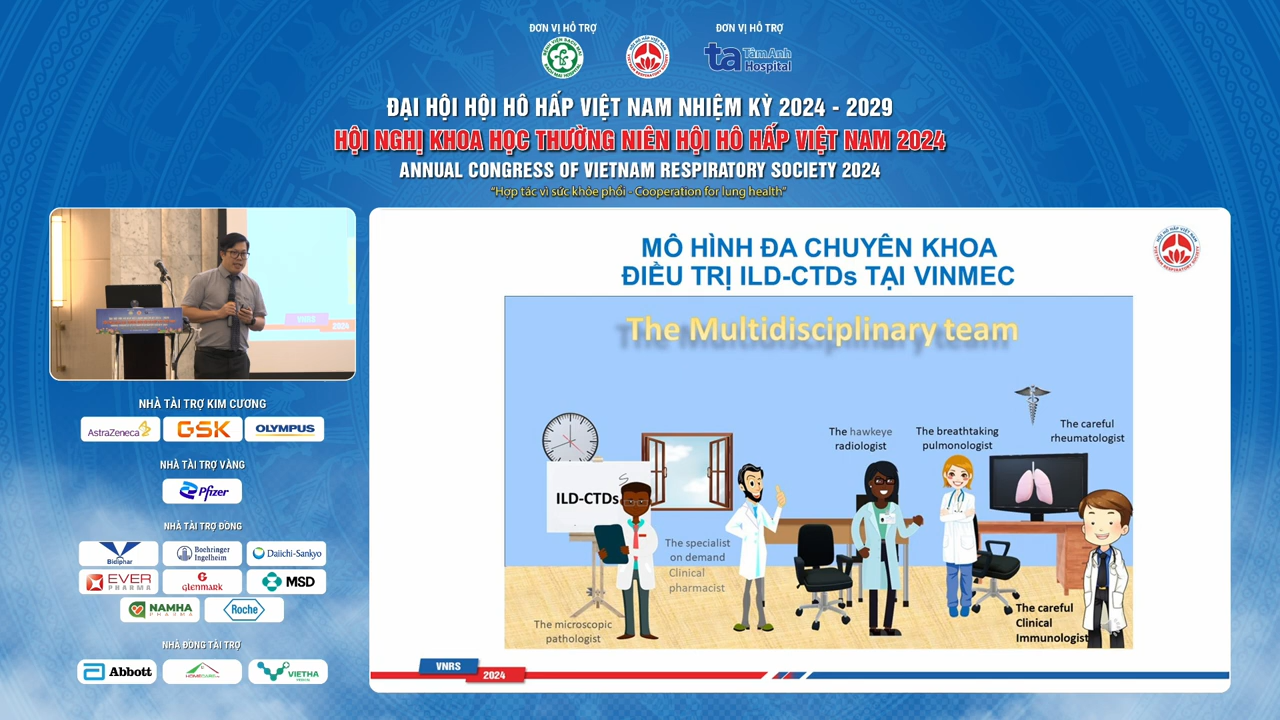 ĐƠN VỊ HỖ TRỢ
ĐƠN VỊ HỖ TRỢ
ta TâmAnh
Hospital
ĐẠI HỘI HỘI HÔ HẤP VIỆT NAM NHIỆM KỲ 2024 - 2029
HỘI NGHỊ KHOA HỌC THƯỜNG NIÊN HỘI HÔ HẤP VIỆT NAM 2024
ANNUAL CONGRESS OF VIETNAM RESPIRATORY SOCIETY 2024
"Hợp tác vì sức khỏe phổi - Cooperation for lung health"
NHÀ TÀI TRỢ KIM CƯƠNG
AstraZeneca
GSK
OLYMPUS
NHÀ TÀI TRỢ VÀNG
Pfizer
NHÀ TÀI TRỢ ĐỒNG
Bidiphar
Boehringer
Ingelheim
Daiichi-Sankyo
EVER
PHARMA
GLENMARK
MSD
NAMHA
PHARMA
Roche
NHÀ ĐỒNG TÀI TRỢ
Abbott
VIETHA
MÔ HÌNH ĐA CHUYÊN KHOA
ĐIỀU TRỊ ILD-CTDs TẠI VINMEC
The Multidisciplinary team
The hawkeye
radiologist
The breathtaking
pulmonologist
The careful
rheumatologist
ILD-CTDs
The specialist
on demand
Clinical
pharmacist
The microscopic
pathologist
The careful
Clinical
Immunologist
VNRS
2024